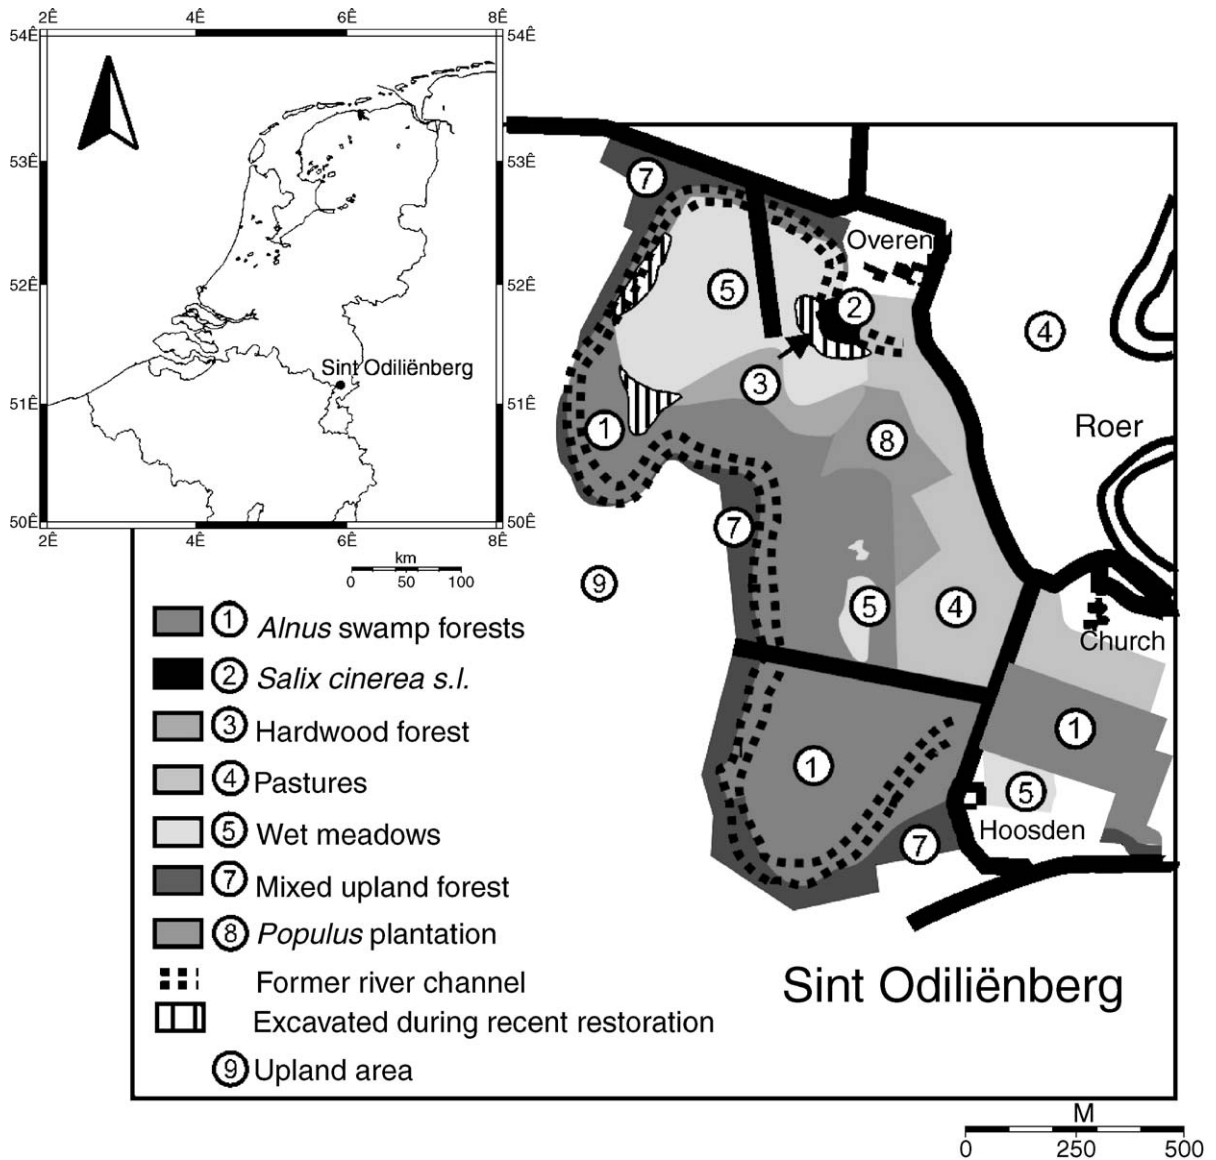 2Ê 4Ê 6Ê 8Ê
54Ê 54Ê
53Ê 53Ê
52Ê 52Ê
Sint Odiliënberg
51Ê 51Ê
50Ê 50Ê
2Ê 4Ê 6Ê 8Ê
km
0 50 100
7
Overen
5
2
4
3
Roer
1
8
7
9
5
4
Church
1
1
5
Hoosden
7
Sint Odiliënberg
1 Alnus swamp forests
2 Salix cinerea s.l.
3 Hardwood forest
4 Pastures
5 Wet meadows
7 Mixed upland forest
8 Populus plantation
Former river channel
Excavated during recent restoration
9 Upland area
M
0 250 500